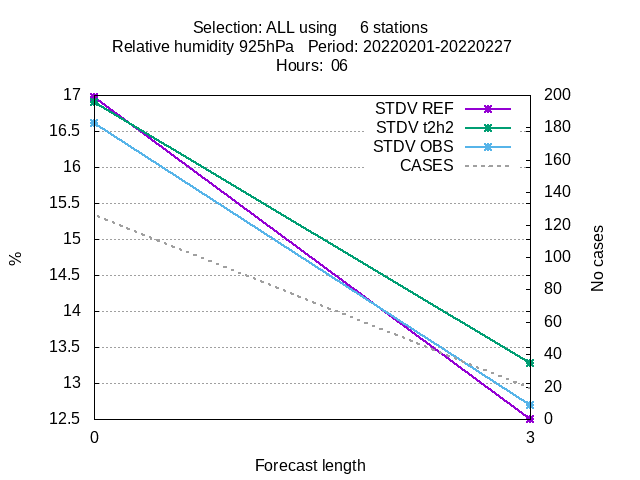 Selection: ALL using 6 stations
Relative humidity 925hPa Period: 20220201-20220227
Hours: 06
17
16.5
16
15.5
15
14.5
14
13.5
13
12.5
%
200
180
160
140
120
100
80
60
40
20
0
No cases
STDV REF
STDV t2h2
STDV OBS
CASES
0
3
Forecast length